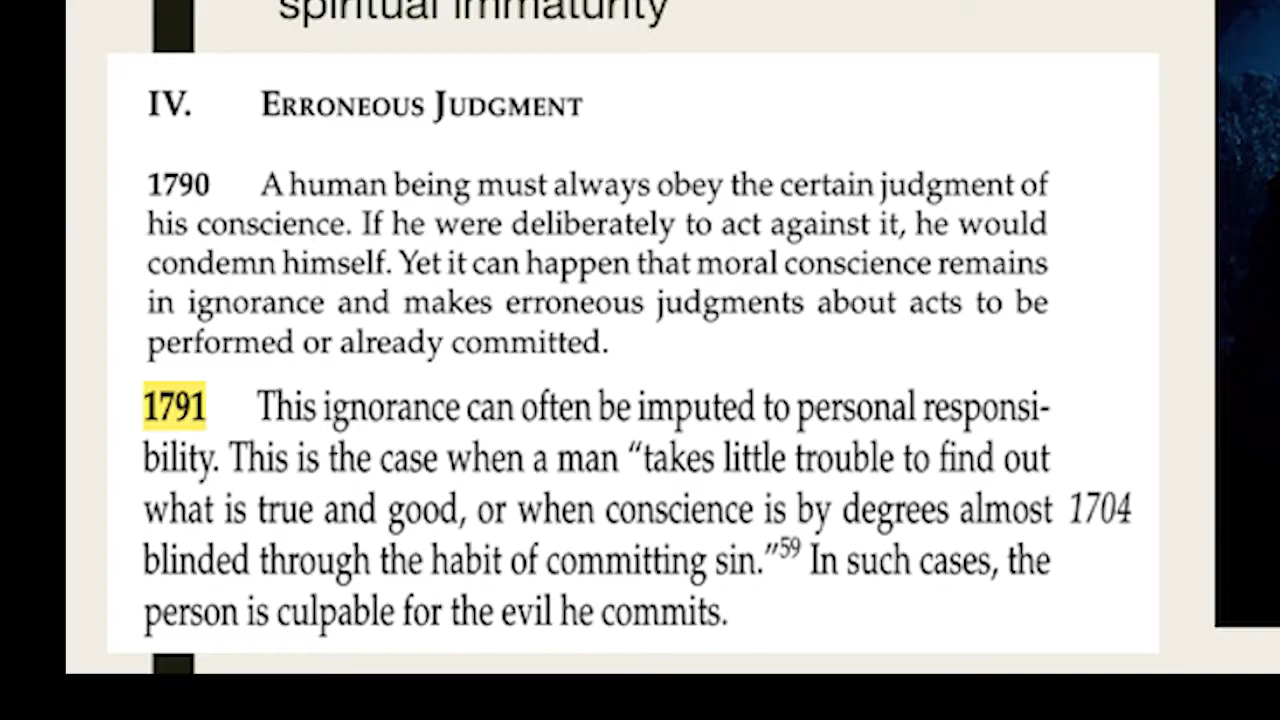 spiritual immaturity
IV. ERRONEOUS JUDGMENT
1790 A human being must always obey the certain judgment of
his conscience. If he were deliberately to act against it, he would
condemn himself. Yet it can happen that moral conscience remains
in ignorance and makes erroneous judgments about acts to be
performed or already committed.
1791 This ignorance can often be imputed to personal responsi-
bility. This is the case when a man “takes little trouble to find out
what is true and good, or when conscience is by degrees almost 1704
blinded through the habit of committing sin.”59 In such cases, the
person is culpable for the evil he commits.